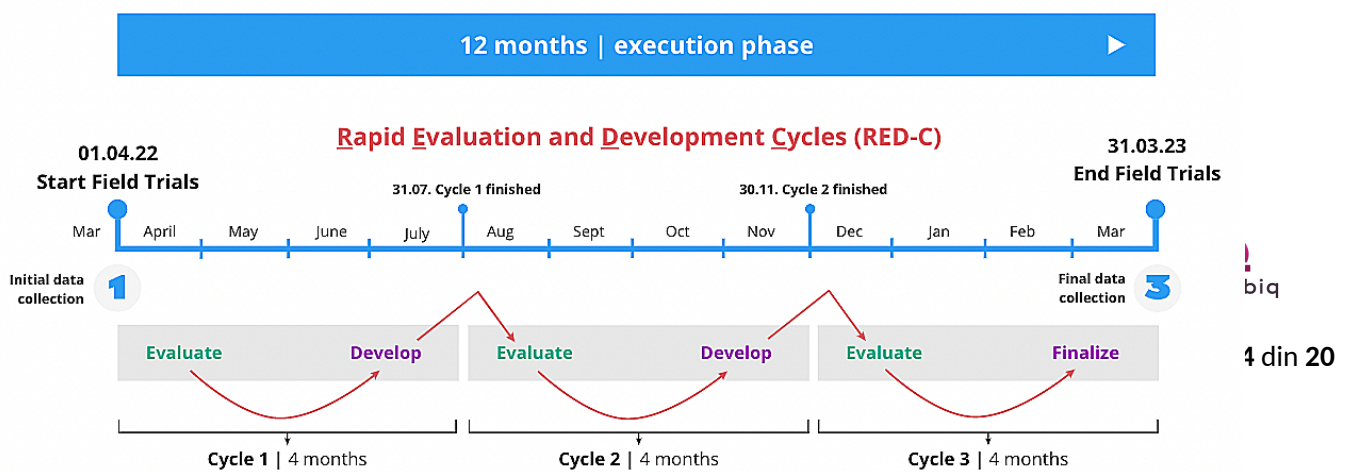 12 months | execution phase
Rapid Evaluation and Development Cycles (RED-C)
01.04.22
Start Field Trials
31.07. Cycle 1 finished
30.11. Cycle 2 finished
31.03.23
End Field Trials
Mar April May June July Aug Sept Oct Nov Dec Jan Feb Mar
Initial data
collection
1
Final data
collection
3
biq
Evaluate Develop Evaluate Develop Evaluate Finalize
4 din 20
Cycle 1 | 4 months
Cycle 2 | 4 months
Cycle 3 | 4 months